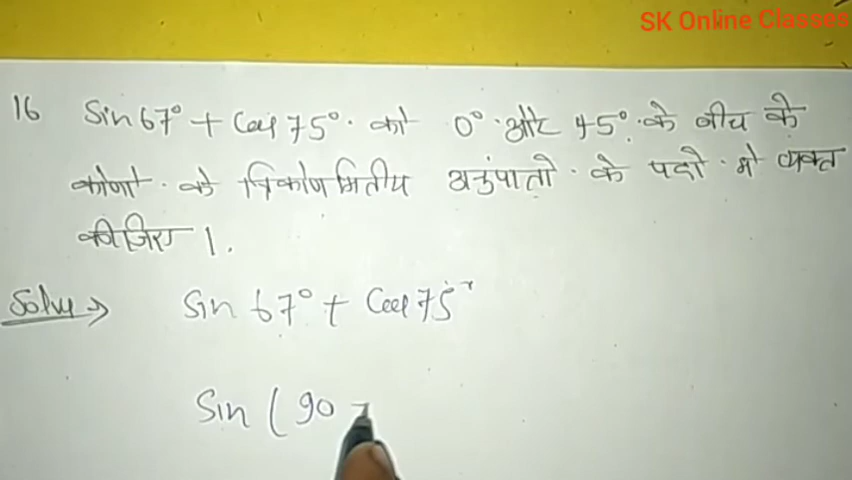 SK Online Classes
16 Sin 67° + Cos 75° को 0° और 45° के बीच के
कोणों के त्रिकोणमितीय अनुंपातो के पदों मे व्यक्त
कीजिए ।
Solve → Sin 67° + Cos 75°
Sin ( 90 -